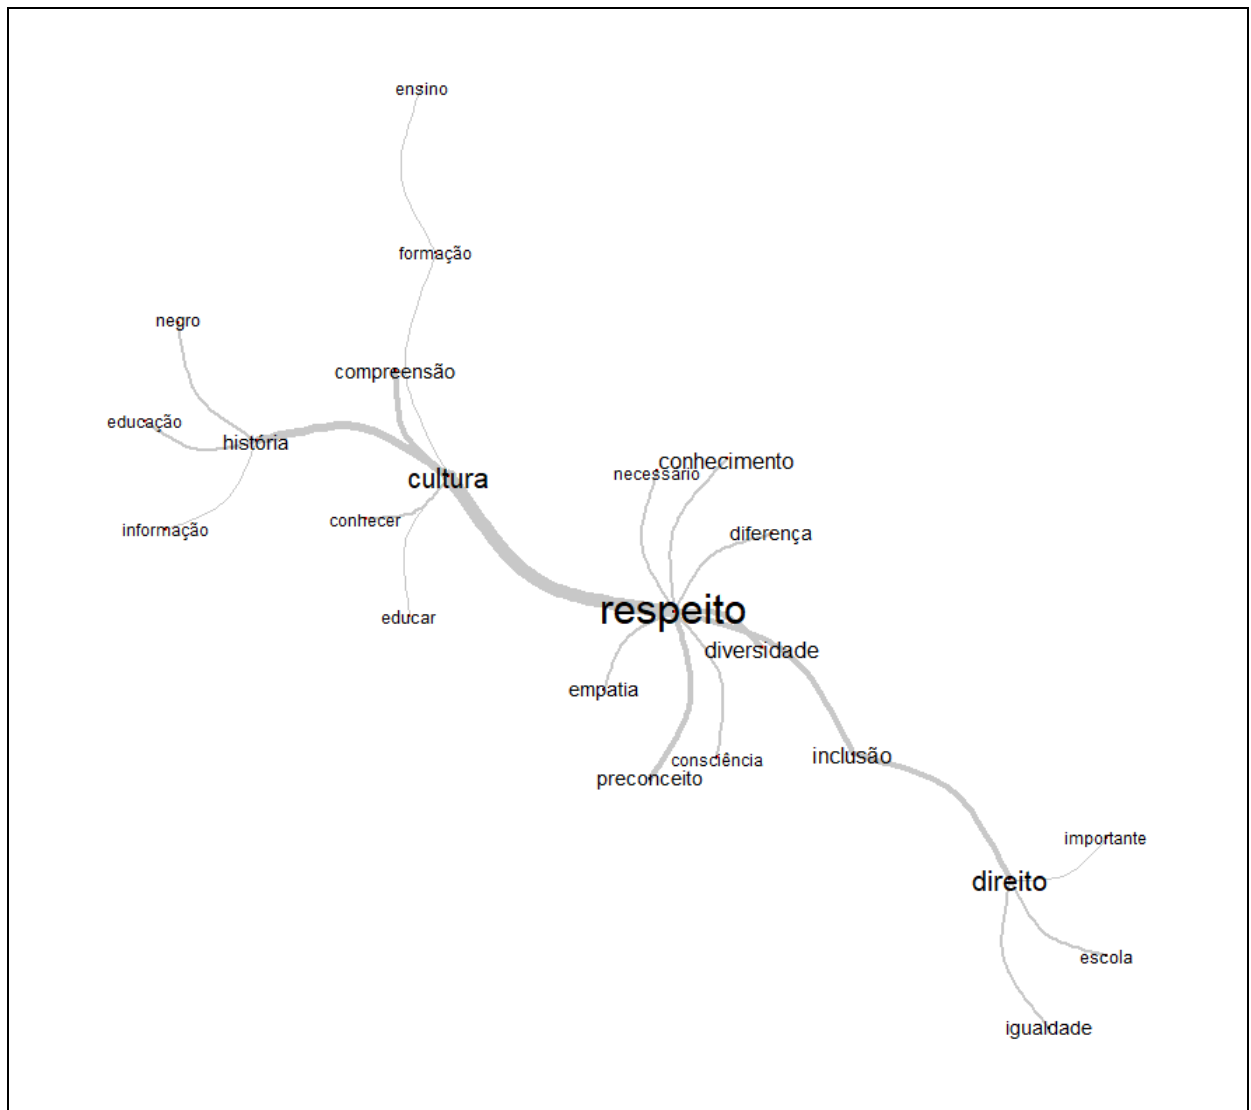 ensino
formação
negro
compreensão
educação
história
cultura
conhecimento
necessário
conhecer
informação
diferença
respeito
educar
diversidade
empatia
inclusão
consciência
preconceito
importante
direito
escola
igualdade